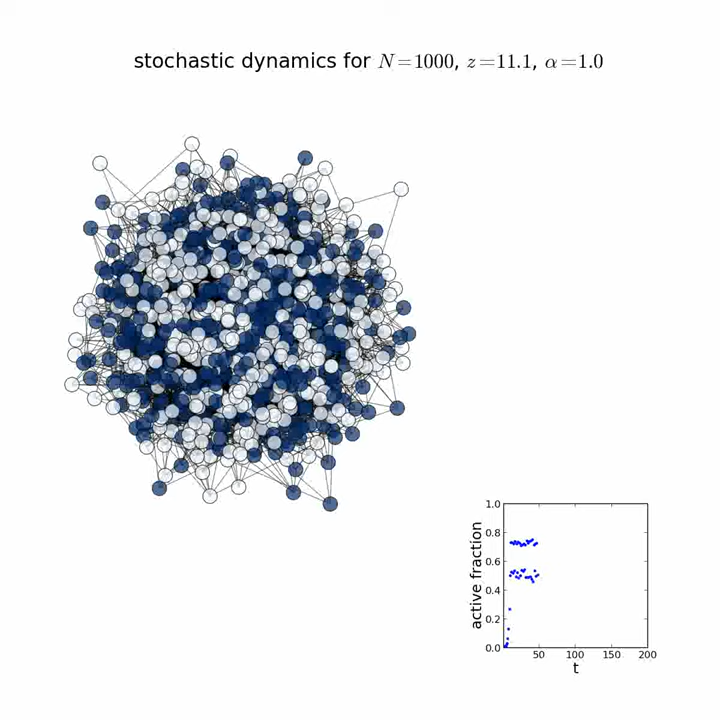 stochastic dynamics for N=1000, z=11.1, α=1.0
1.0
0.8
0.6
0.4
0.2
0.0
active fraction
50 100 150 200
t